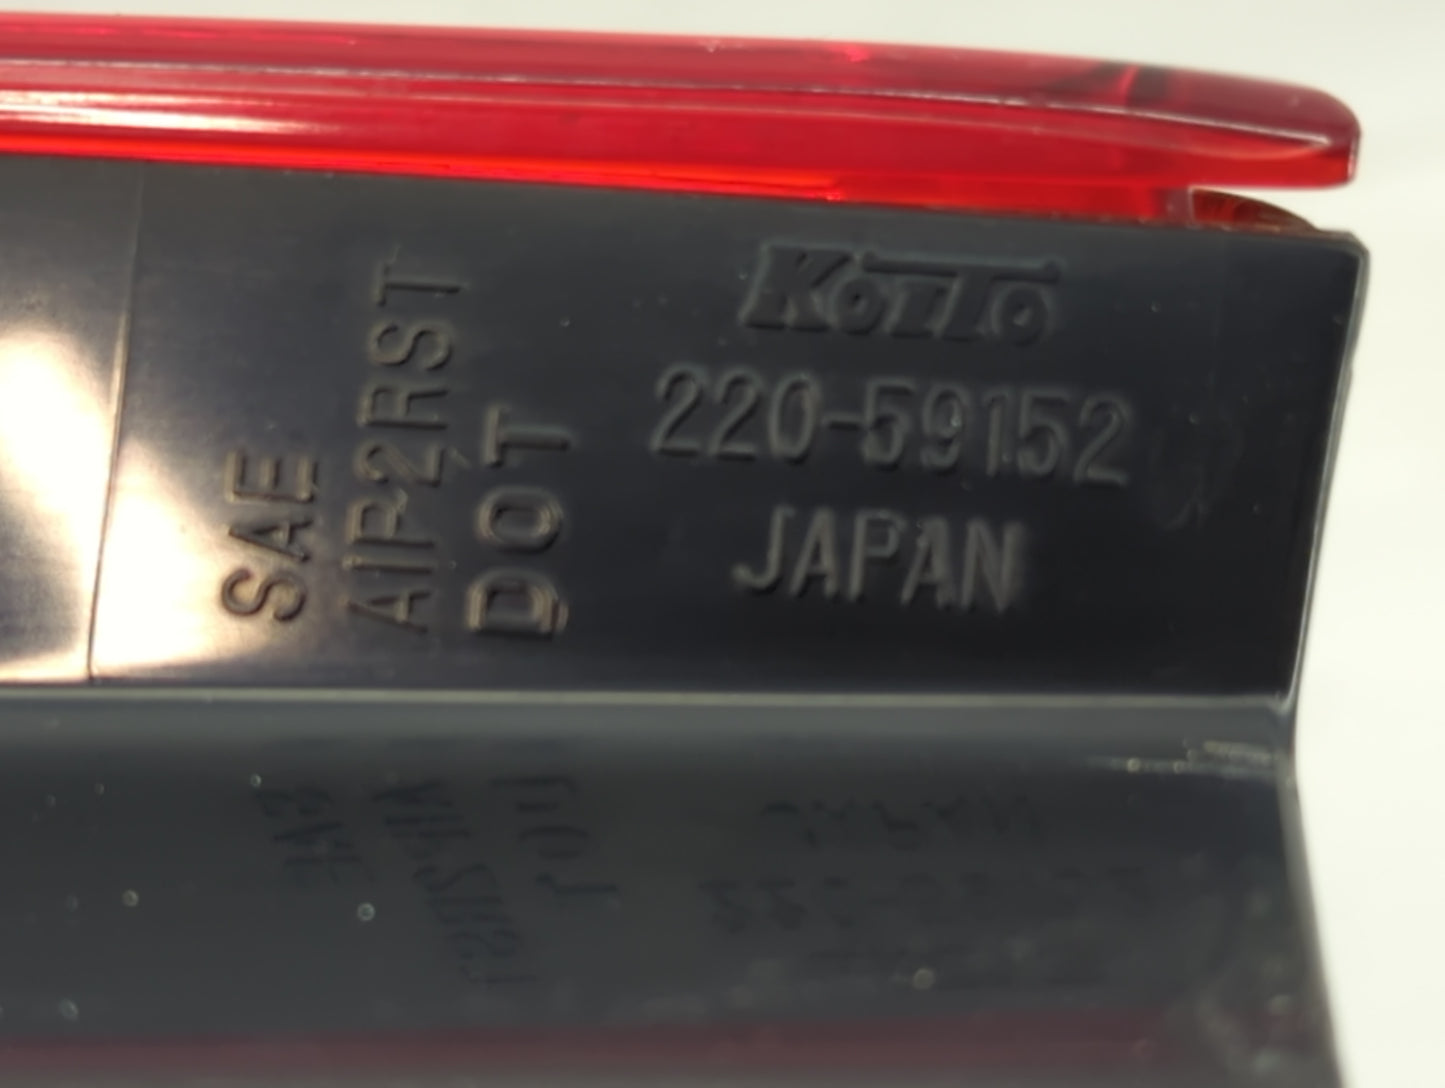 KoiTo
220-59152
JAPAN
SAE
AIP2RST
DOT